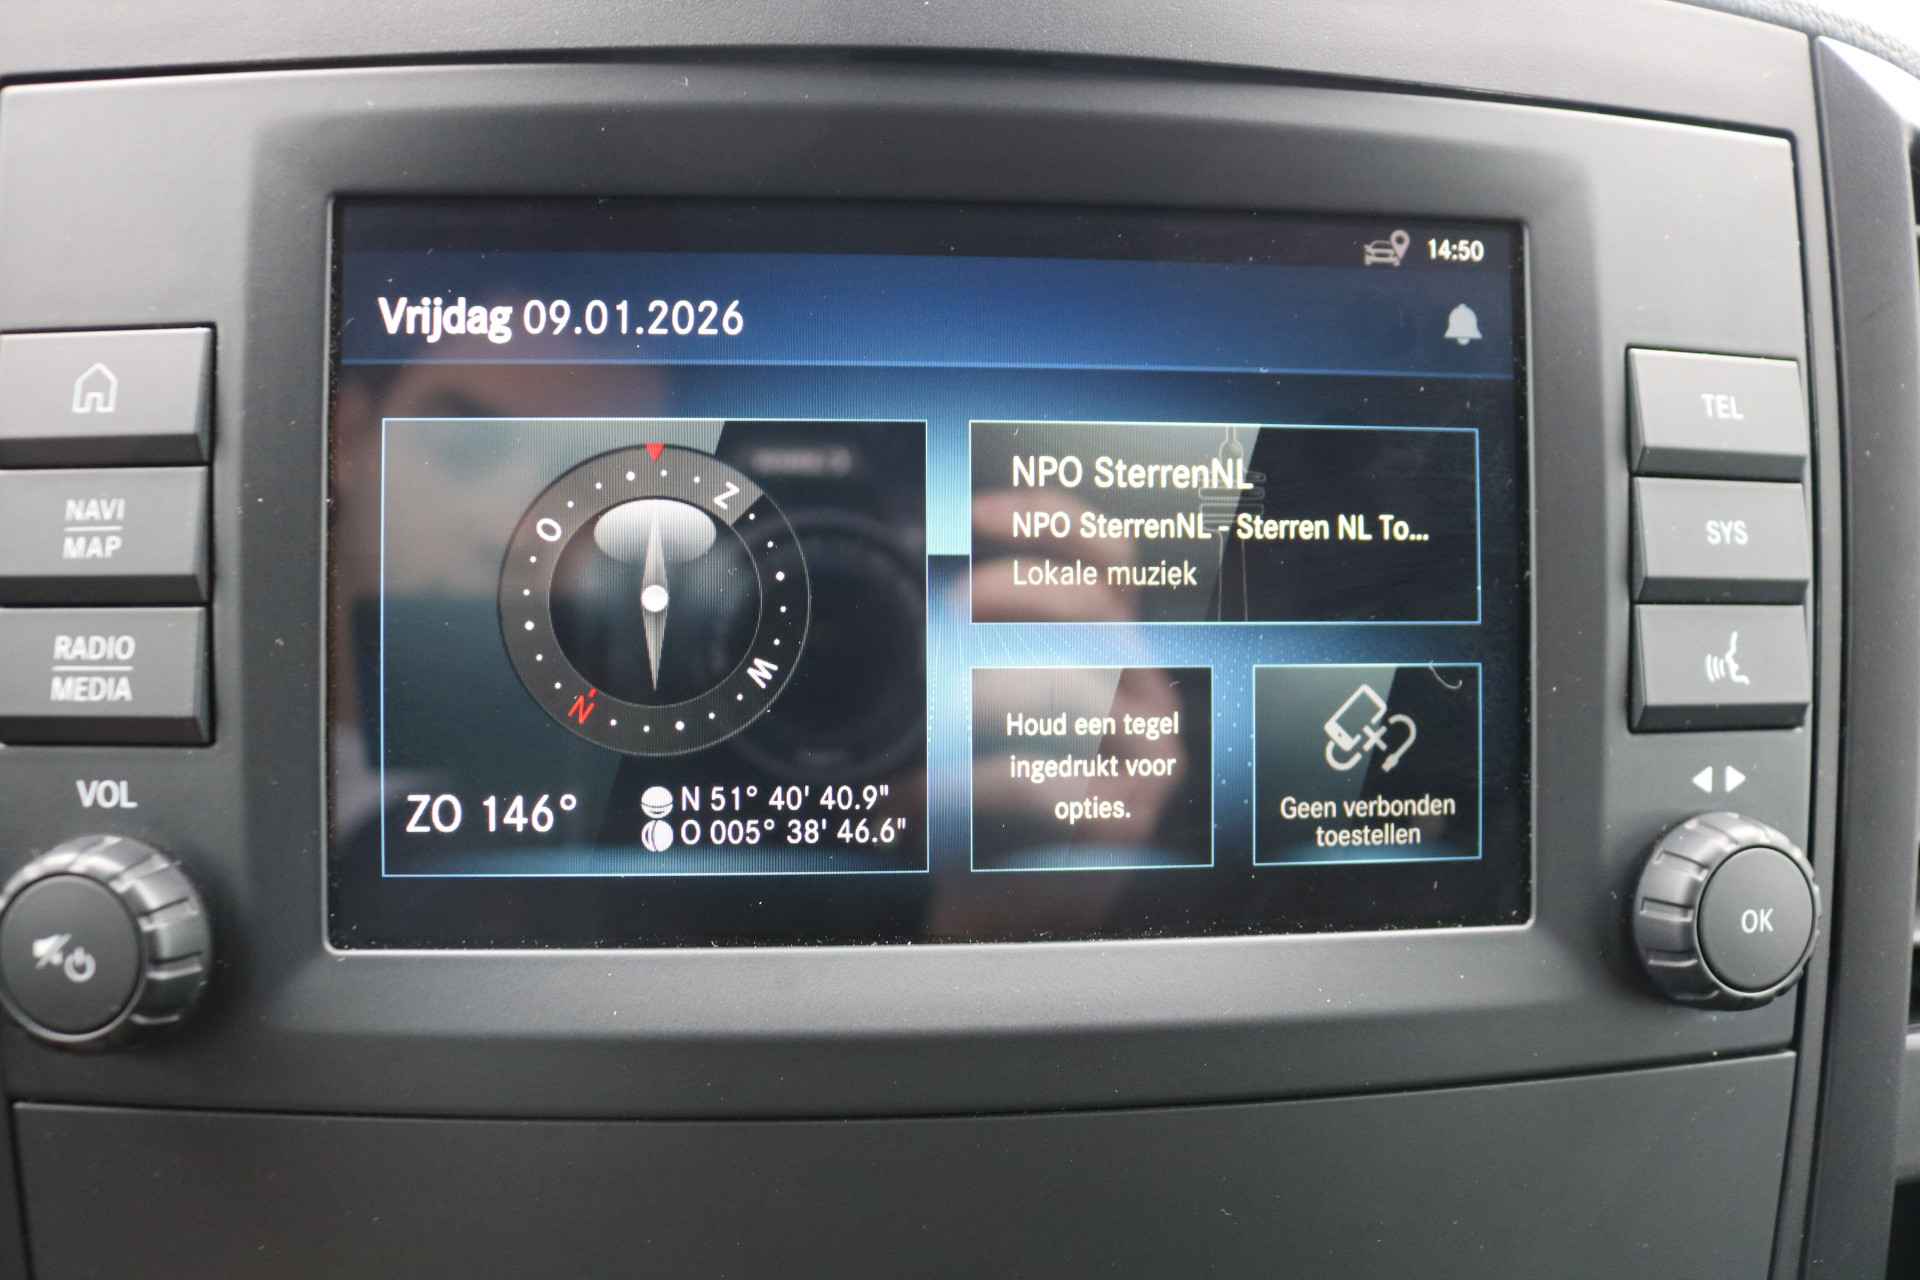 14:50
Vrijdag 09.01.2026
NAVI
MAP
RADIO
MEDIA
VOL
Z
O
W
N
ZO 146°
N 51° 40' 40.9"
O 005° 38' 46.6"
NPO SterrenNL
NPO SterrenNL - Sterren NL To...
Lokale muziek
Houd een tegel
ingedrukt voor
opties.
Geen verbonden
toestellen
TEL
SYS
OK